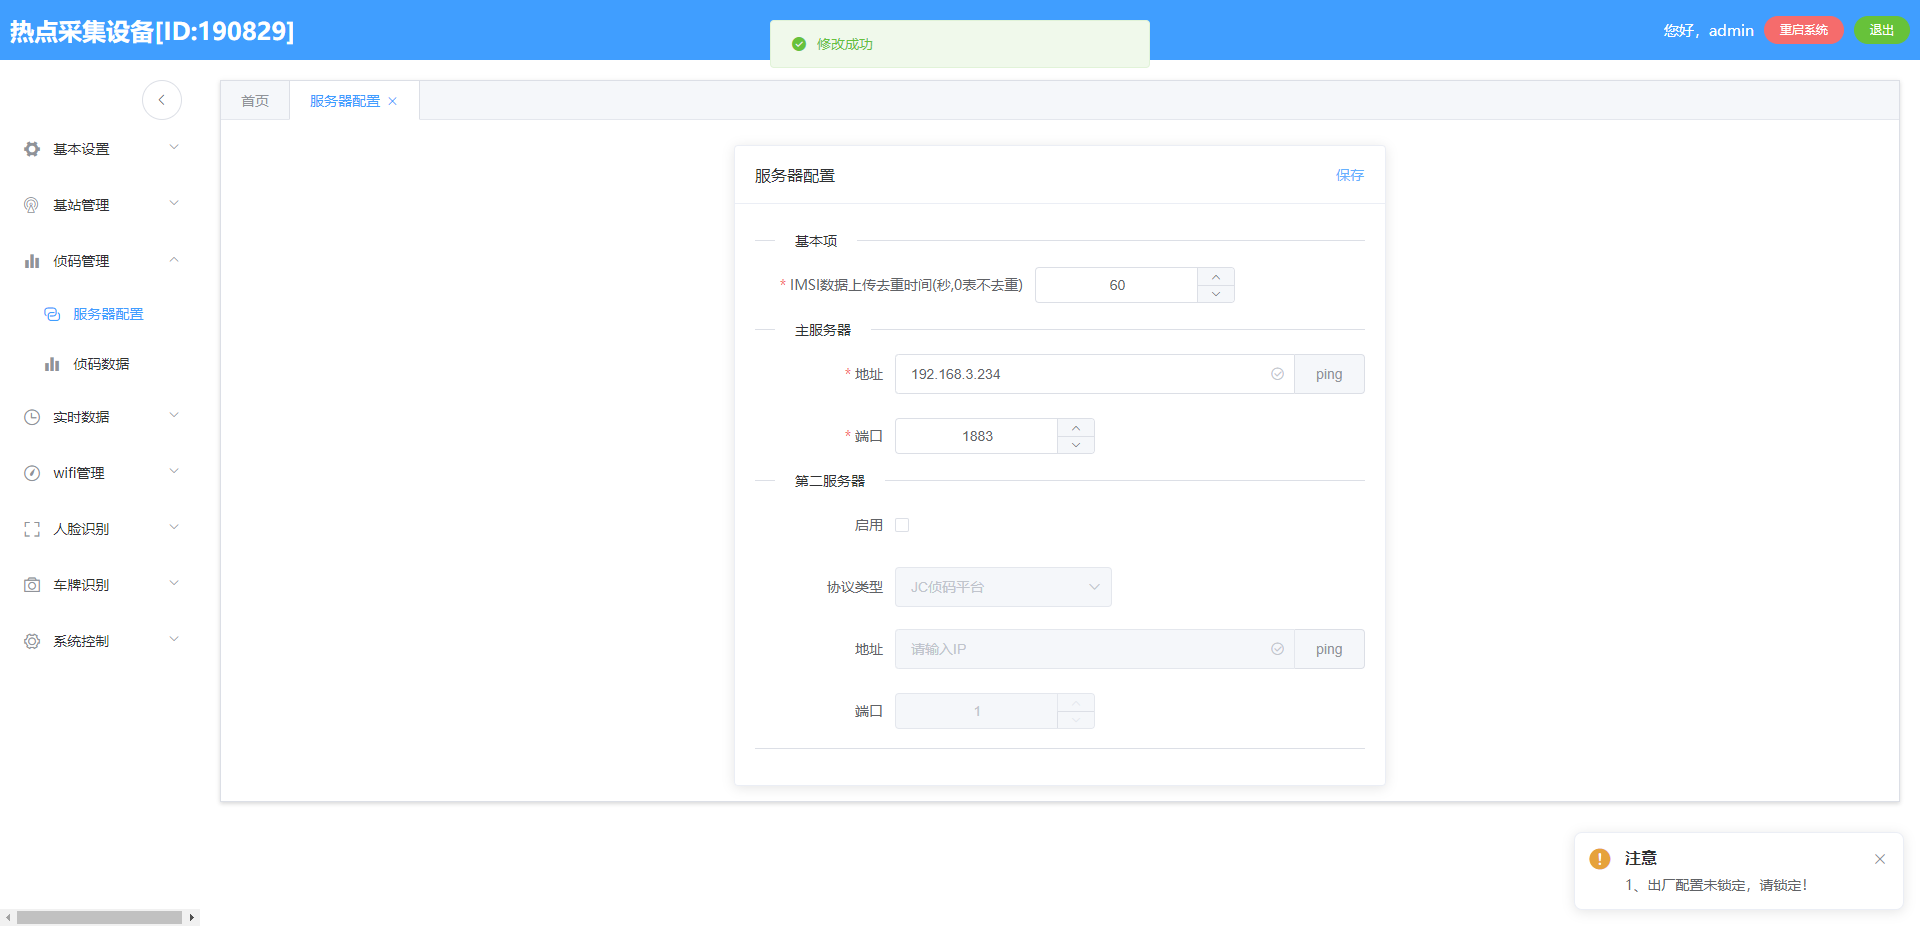 热点采集设备[ID:190829]
修改成功
您好，admin
重启系统
退出
首页
服务器配置
基本设置
基站管理
侦码管理
服务器配置
侦码数据
实时数据
wifi管理
人脸识别
车牌识别
系统控制
服务器配置
保存
基本项
* IMSI数据上传去重时间(秒,0表不去重)
60
主服务器
* 地址
192.168.3.234
ping
* 端口
1883
第二服务器
启用
协议类型
JC侦码平台
地址
请输入IP
ping
端口
1
注意
1、出厂配置未锁定，请锁定！